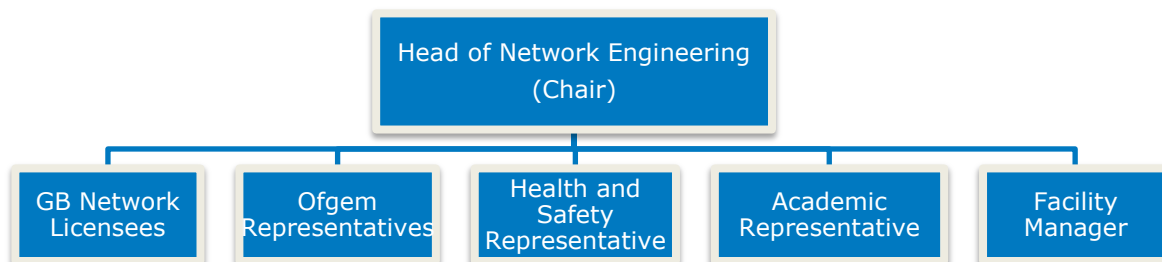 Head of Network Engineering
(Chair)
GB Network
Licensees
Ofgem
Representatives
Health and
Safety
Representative
Academic
Representative
Facility
Manager